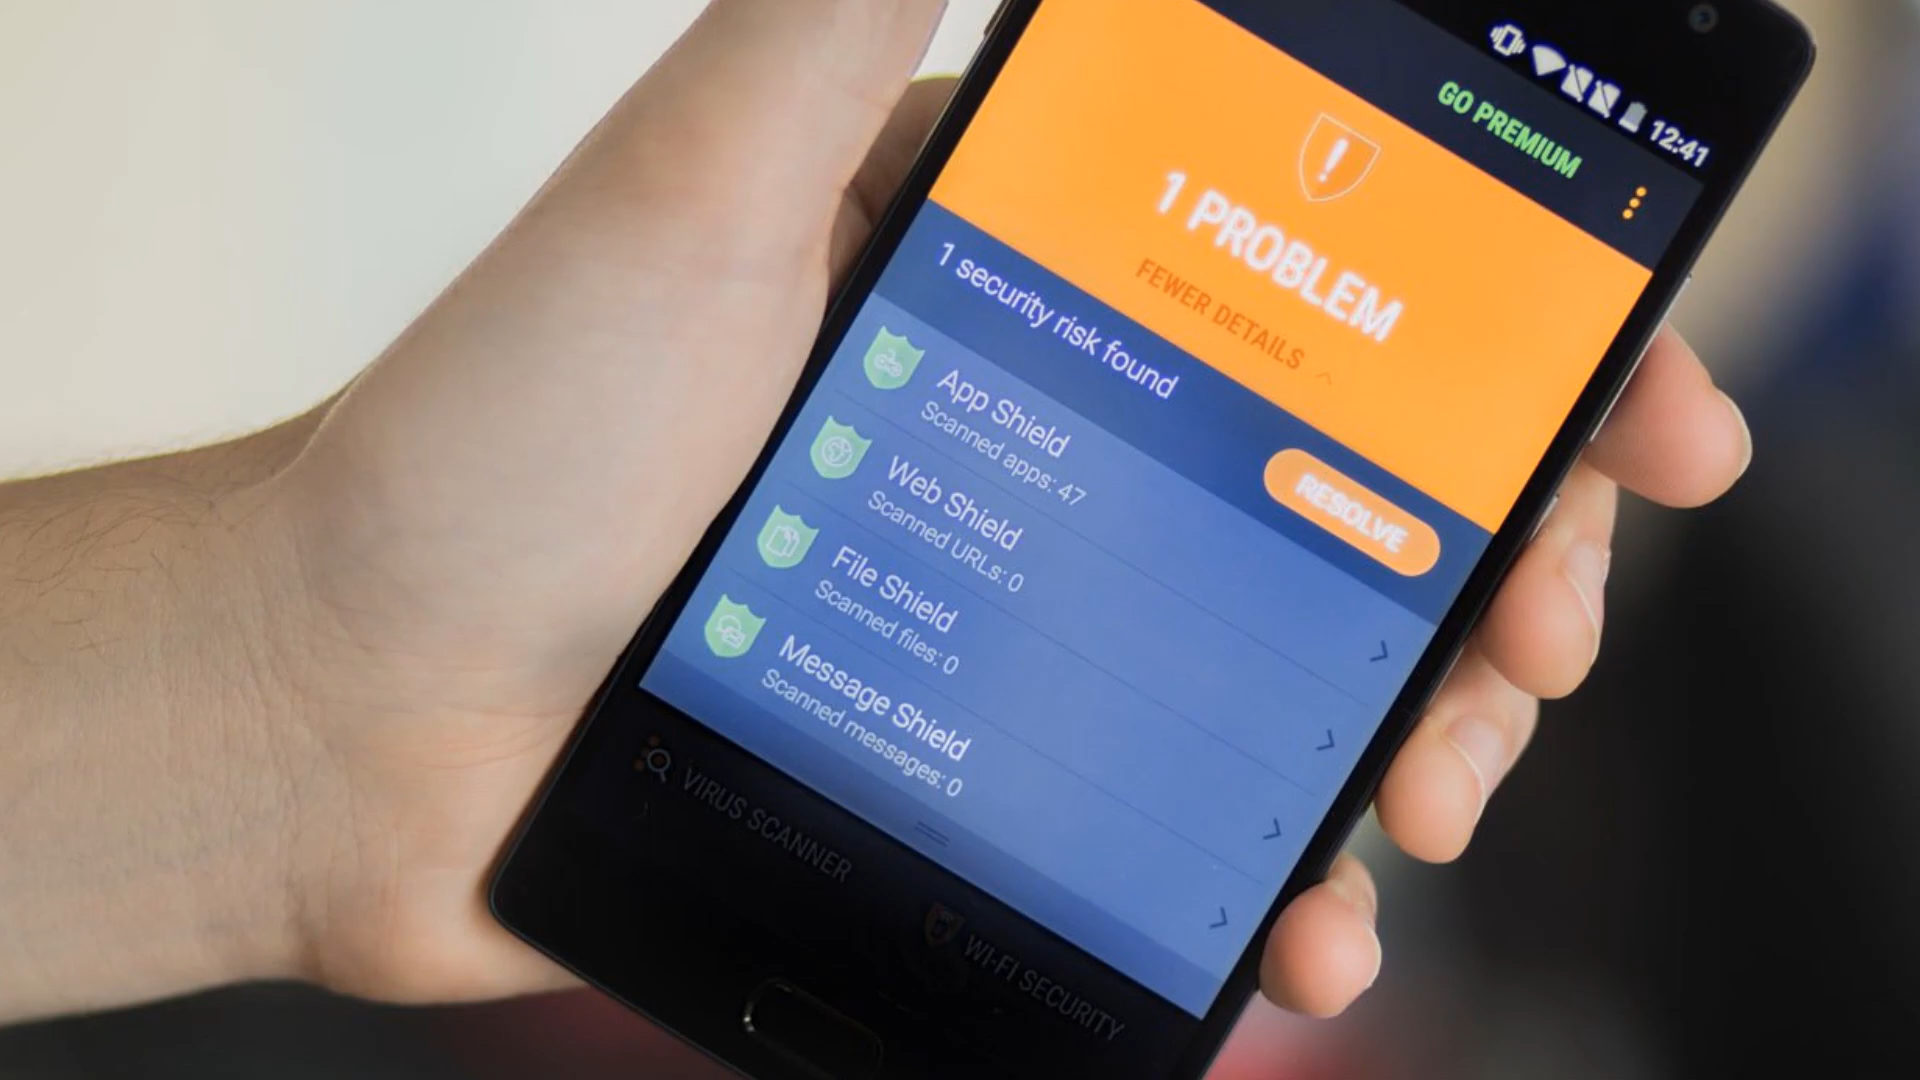 12:41
GO PREMIUM
1 PROBLEM
FEWER DETAILS
1 security risk found
RESOLVE
App Shield
Scanned apps: 47
Web Shield
Scanned URLs: 0
File Shield
Scanned files: 0
Message Shield
Scanned messages: 0
VIRUS SCANNER
WI-FI SECURITY